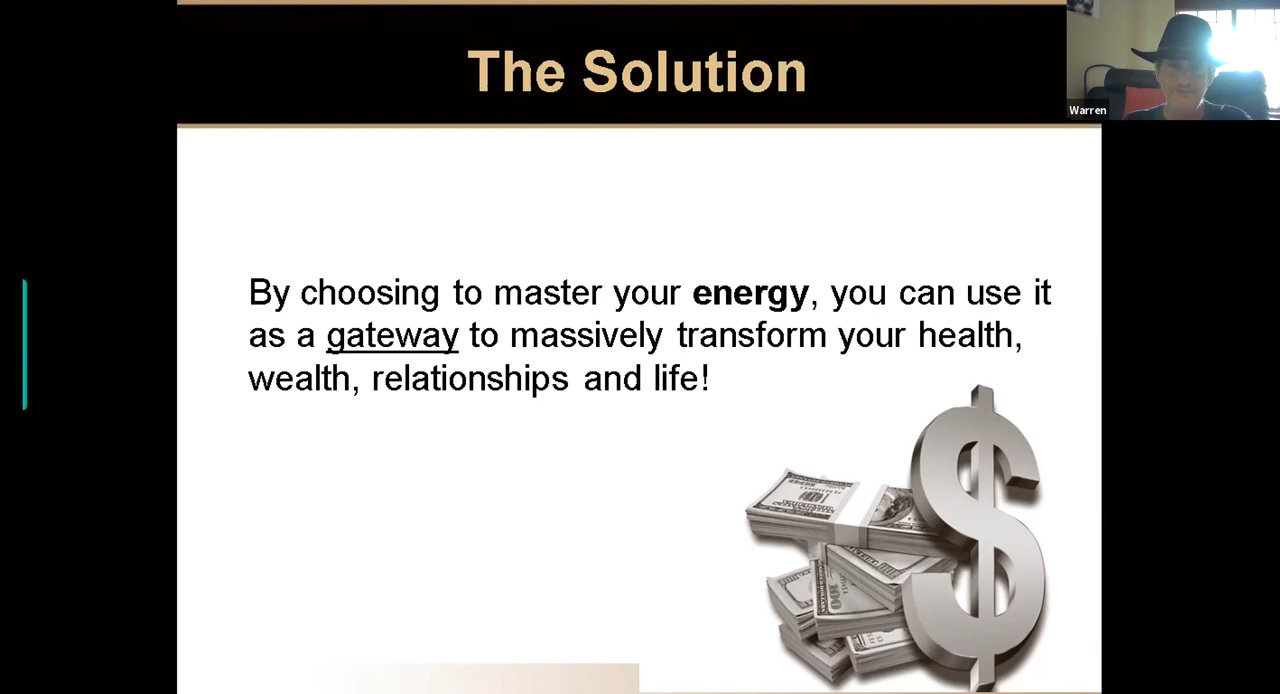 The Solution
Warren
By choosing to master your energy, you can use it
as a gateway to massively transform your health,
wealth, relationships and life!
100